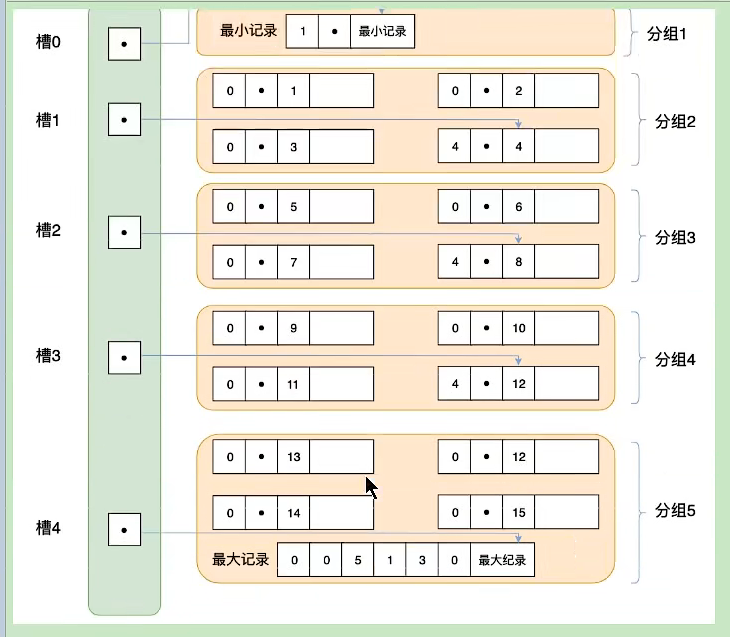 槽0
最小记录 1 • 最小记录
分组1
槽1
0 • 1
0 • 2
0 • 3
4 • 4
分组2
槽2
0 • 5
0 • 6
0 • 7
4 • 8
分组3
槽3
0 • 9
0 • 10
0 • 11
4 • 12
分组4
槽4
0 • 13
0 • 12
0 • 14
0 • 15
最大记录 0 0 5 1 3 0 最大纪录
分组5